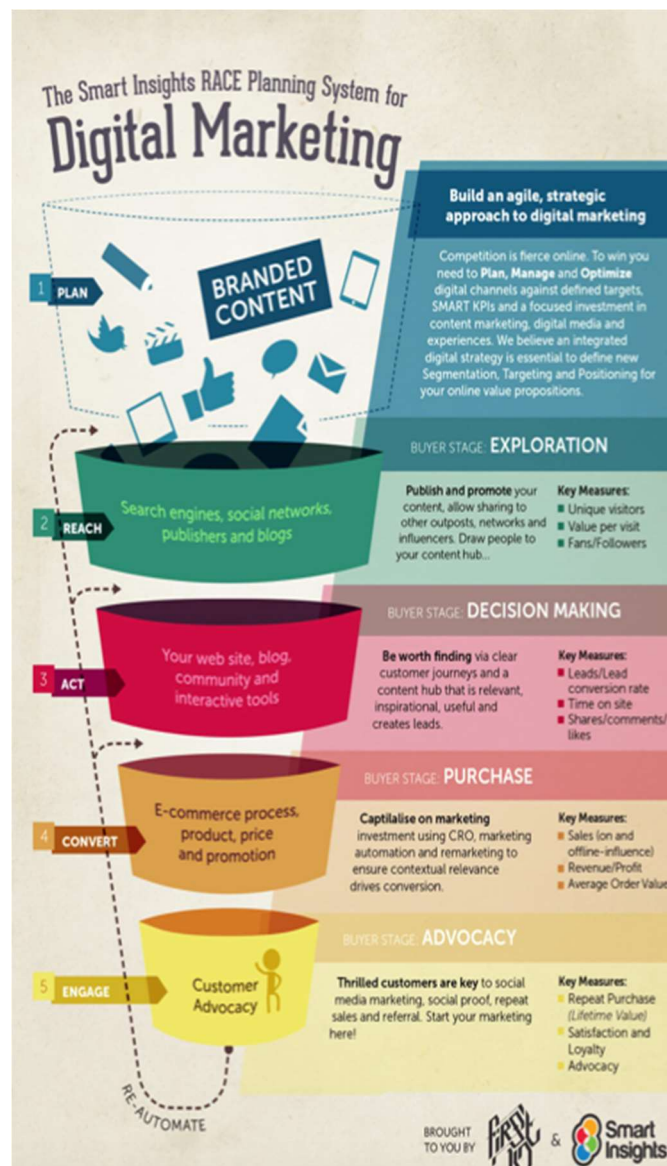 The Smart Insights RACE Planning System for
Digital Marketing
Build an agile, strategic
approach to digital marketing
1 PLAN
BRANDED
CONTENT
Competition is fierce online. To win you
need to Plan, Manage and Optimize
digital channels against defined targets,
SMART KPIs and a focused investment in
content marketing, digital media and
experiences. We believe an integrated
digital strategy is essential to define new
Segmentation, Targeting and Positioning for
your online value propositions.
BUYER STAGE: EXPLORATION
2 REACH
Search engines, social networks,
publishers and blogs
Publish and promote your
content, allow sharing to
other outposts, networks and
influencers. Draw people to
your content hub...
Key Measures:
Unique visitors
Value per visit
Fans/Followers
BUYER STAGE: DECISION MAKING
3 ACT
Your web site, blog,
community and
interactive tools
Be worth finding via clear
customer journeys and a
content hub that is relevant,
inspirational, useful and
creates leads.
Key Measures:
Leads/Lead
conversion rate
Time on site
Shares/comments/
likes
BUYER STAGE: PURCHASE
4 CONVERT
E-commerce process,
product, price
and promotion
Captilalise on marketing
investment using CRO, marketing
automation and remarketing to
ensure contextual relevance
drives conversion.
Key Measures:
Sales (on and
offline-influence)
Revenue/Profit
Average Order Value
BUYER STAGE: ADVOCACY
5 ENGAGE
Customer
Advocacy
Thrilled customers are key to social
media marketing, social proof, repeat
sales and referral. Start your marketing
here!
Key Measures:
Repeat Purchase
(Lifetime Value)
Satisfaction and
Loyalty
Advocacy
RE-AUTOMATE
BROUGHT
TO YOU BY
First 10
&
Smart
Insights